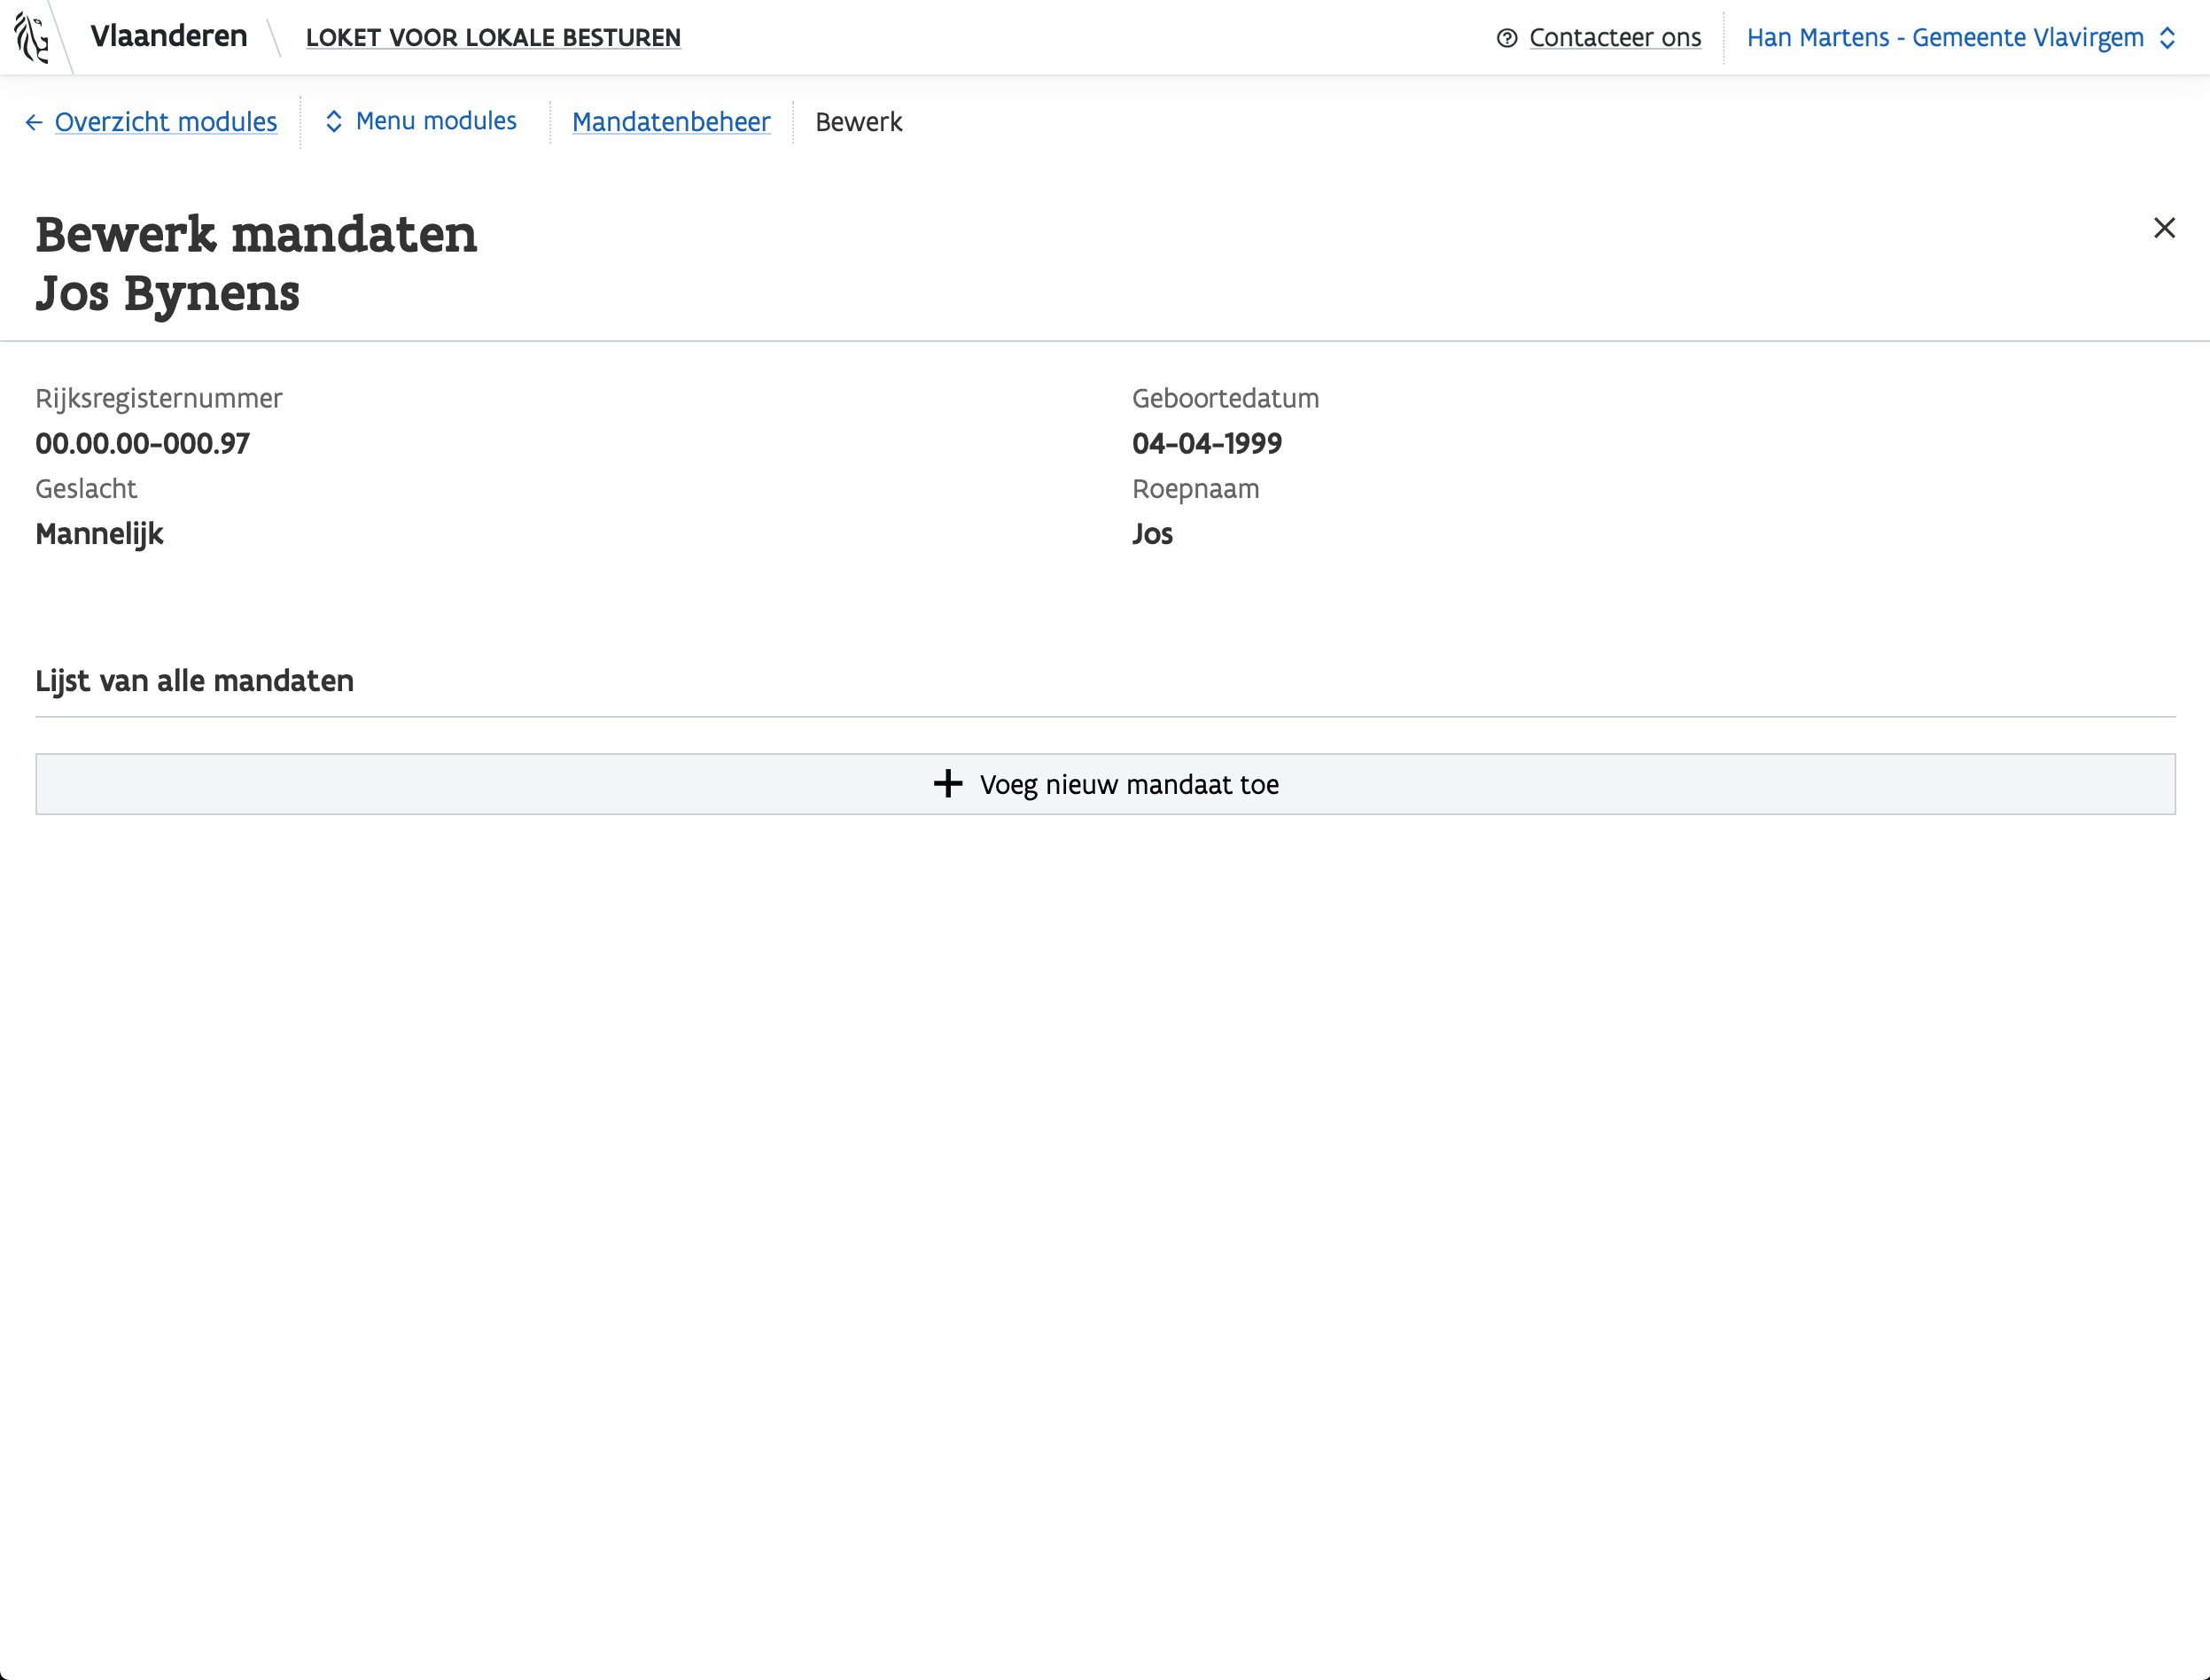 Vlaanderen
LOKET VOOR LOKALE BESTUREN
Contacteer ons
Han Martens - Gemeente Vlavirgem
Overzicht modules
Menu modules
Mandatenbeheer
Bewerk
Bewerk mandaten
Jos Bynens
Rijksregisternummer
00.00.00-000.97
Geslacht
Mannelijk
Geboortedatum
04-04-1999
Roepnaam
Jos
Lijst van alle mandaten
Voeg nieuw mandaat toe